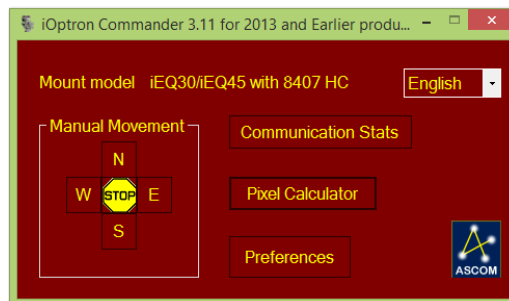 iOptron Commander 3.11 for 2013 and Earlier produ...
Mount model iEQ30/iEQ45 with 8407 HC English
Manual Movement
N
W STOP E
S
Communication Stats
Pixel Calculator
Preferences
ASCOM